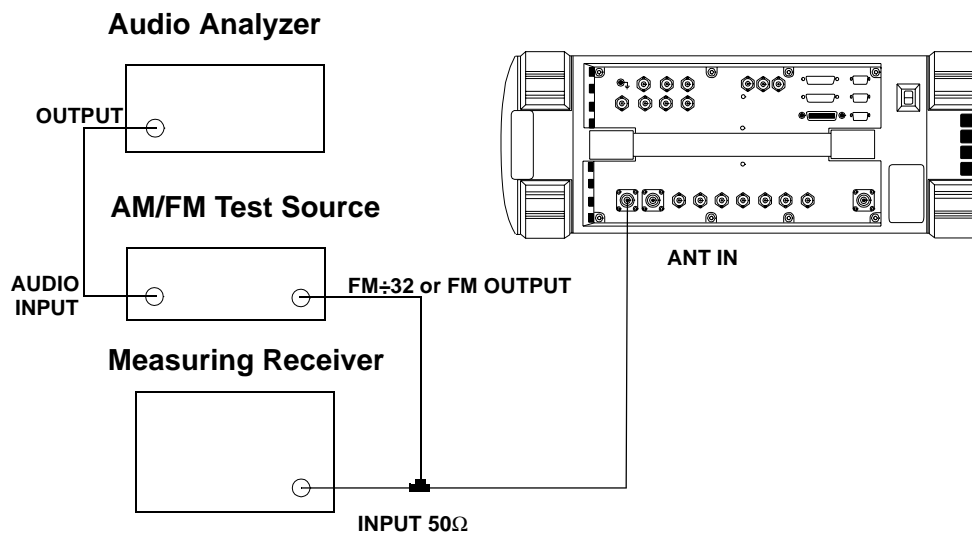 Audio Analyzer
OUTPUT
AM/FM Test Source
AUDIO
INPUT
FM÷32 or FM OUTPUT
ANT IN
Measuring Receiver
INPUT 50Ω